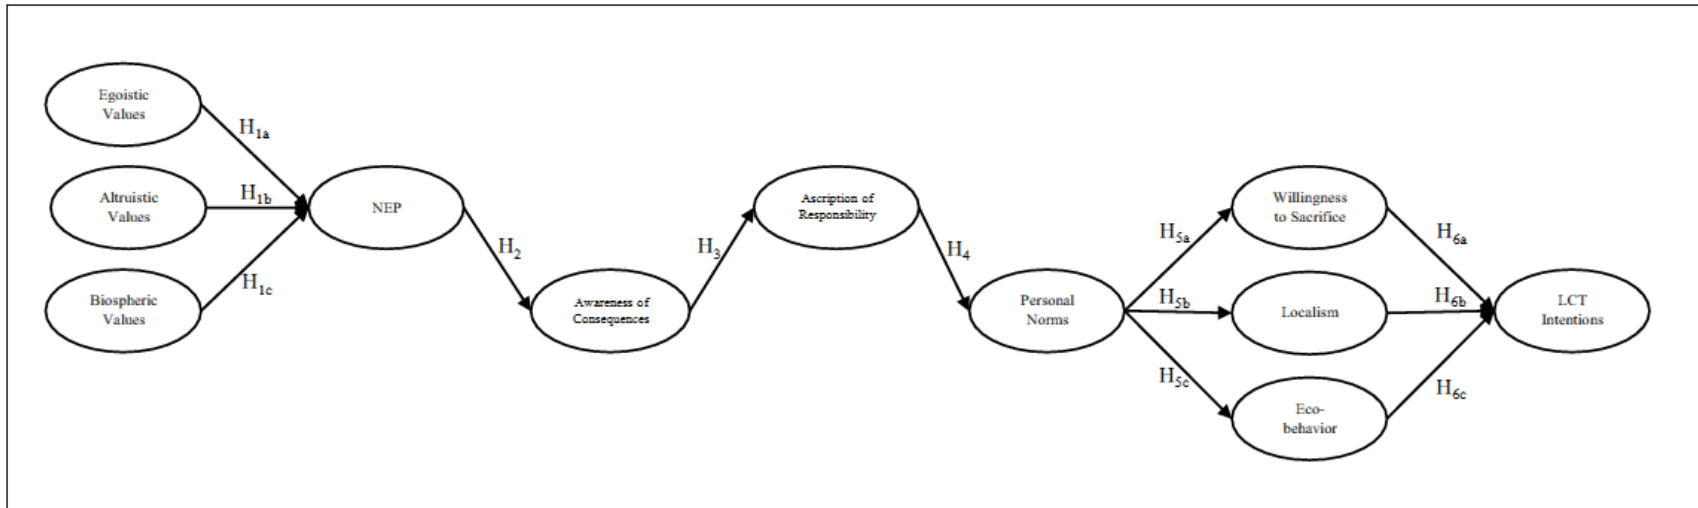 Egoistic
Values
H1a
Altruistic
Values
H1b
Biospheric
Values
H1c
NEP
H2
Awareness of
Consequences
H3
Ascription of
Responsibility
H4
Personal
Norms
H5a
H5b
H5c
Willingness
to Sacrifice
Localism
Eco-
behavior
H6a
H6b
H6c
LCT
Intentions